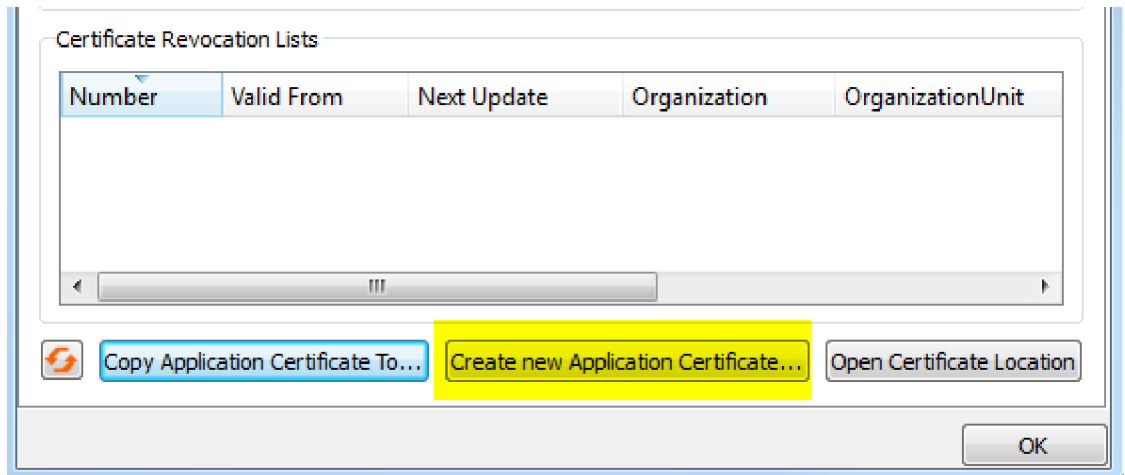 Certificate Revocation Lists
Number Valid From Next Update Organization OrganizationUnit
Copy Application Certificate To... Create new Application Certificate... Open Certificate Location
OK